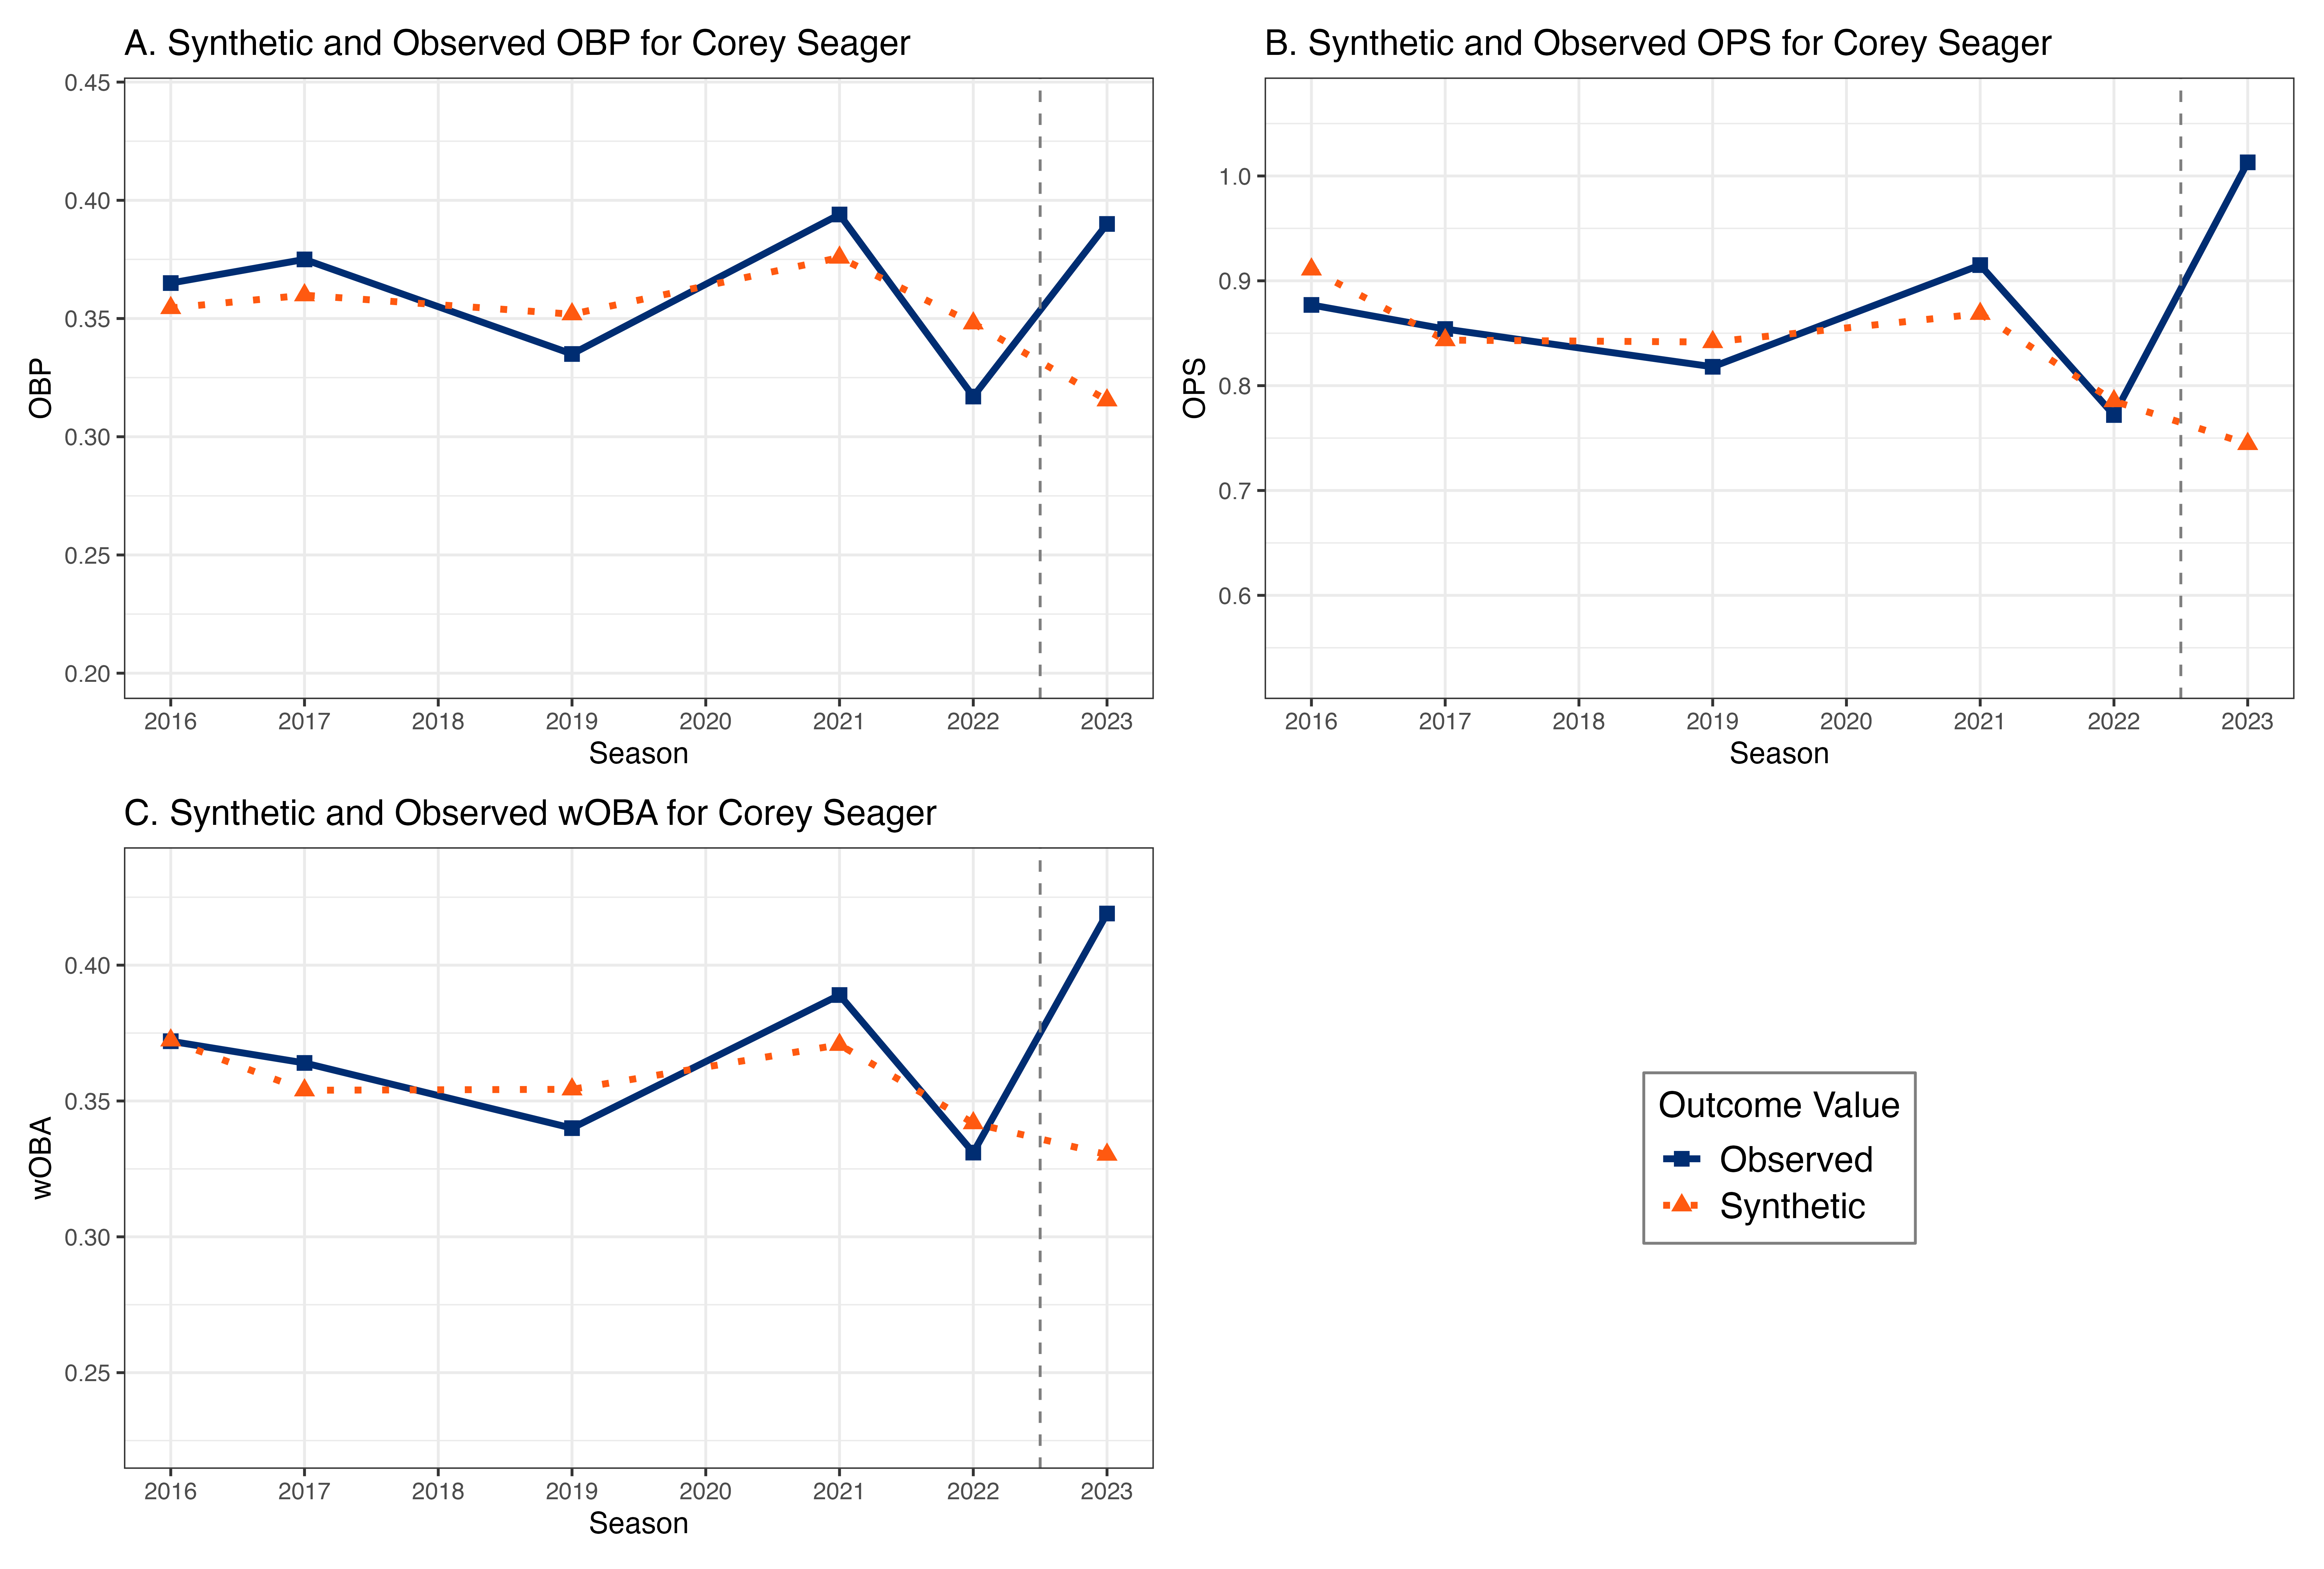 A. Synthetic and Observed OBP for Corey Seager
0.45
0.40
0.35
0.30
0.25
0.20
OBP
2016 2017 2018 2019 2020 2021 2022 2023
Season
B. Synthetic and Observed OPS for Corey Seager
1.0
0.9
0.8
0.7
0.6
OPS
2016 2017 2018 2019 2020 2021 2022 2023
Season
C. Synthetic and Observed wOBA for Corey Seager
0.40
0.35
0.30
0.25
wOBA
2016 2017 2018 2019 2020 2021 2022 2023
Season
Outcome Value
Observed
Synthetic